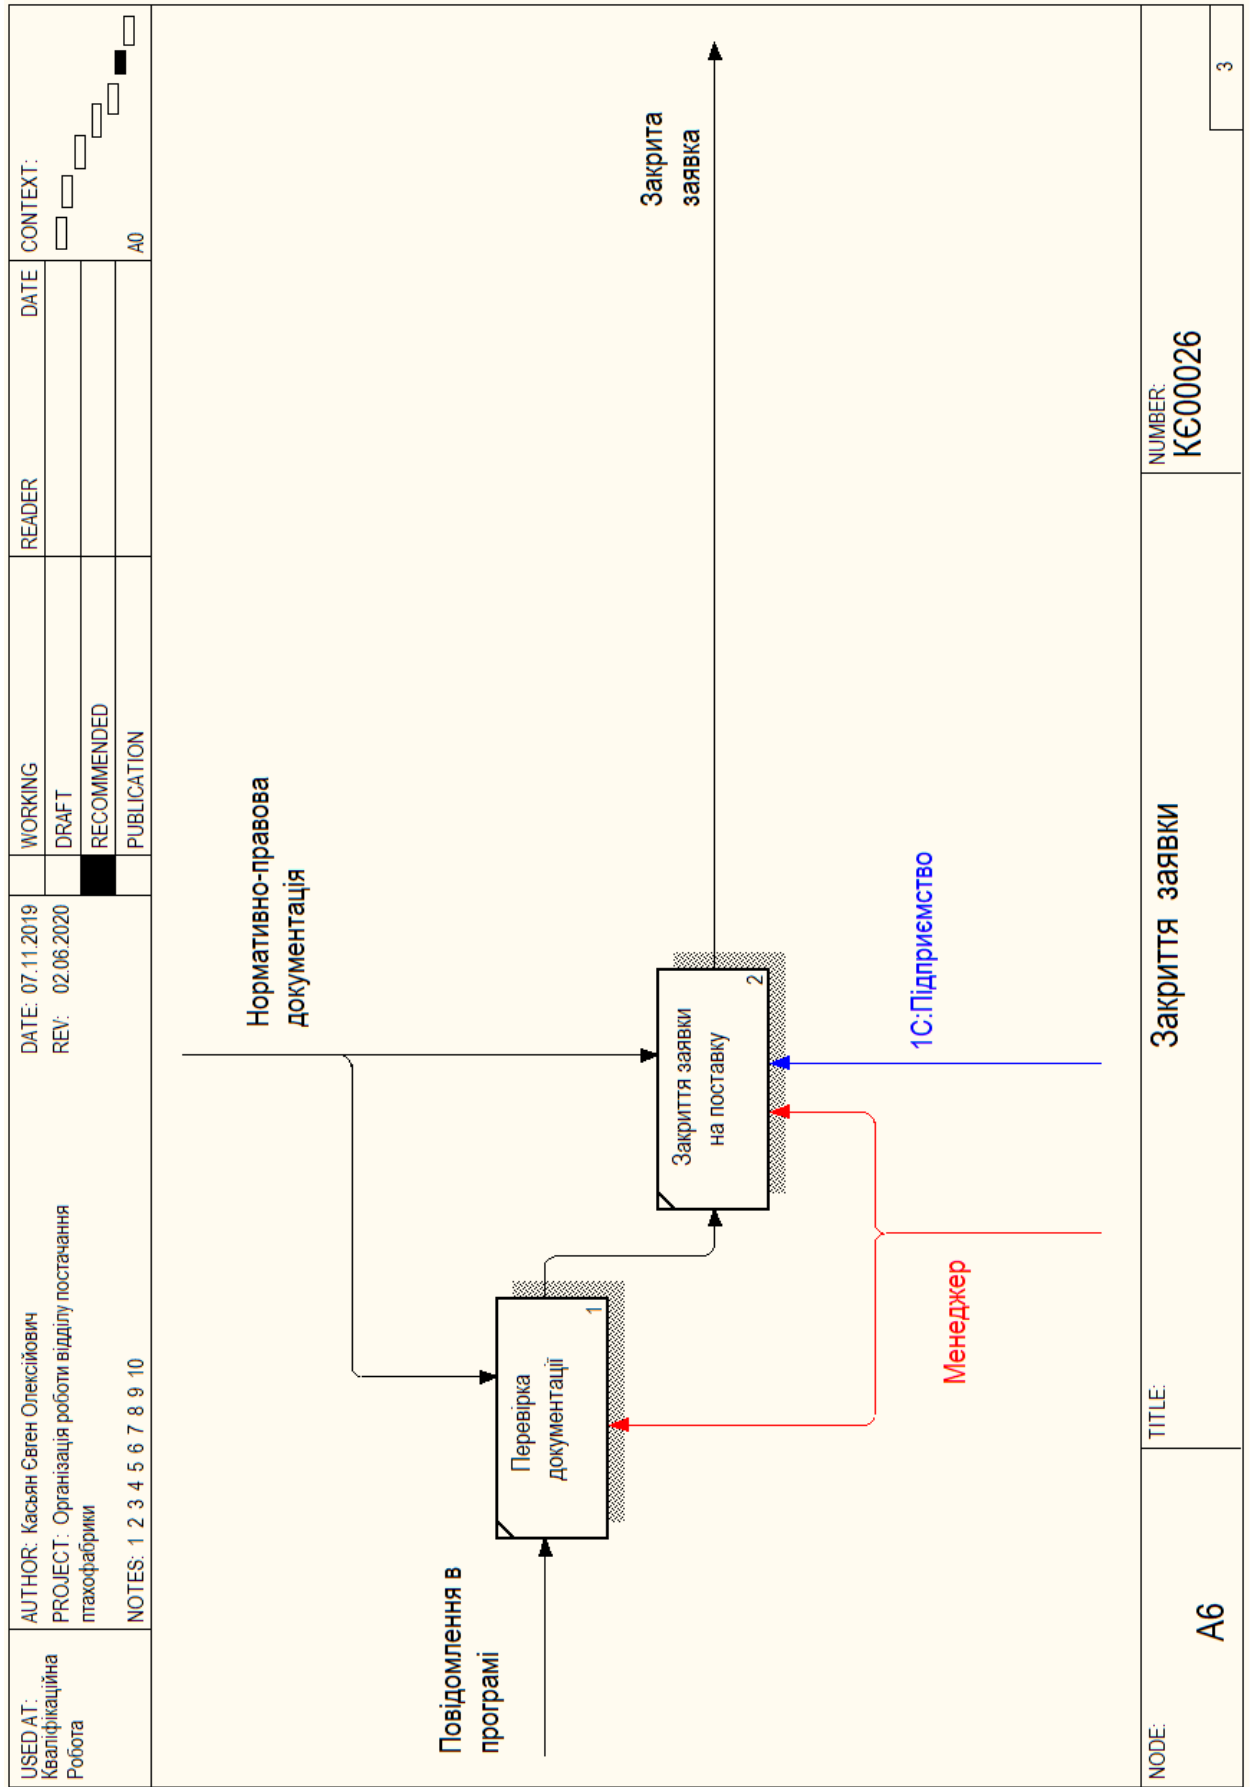 USED AT:
Кваліфікаційна
Робота
AUTHOR: Касьян Євген Олексійович
PROJECT: Організація роботи відділу постачання
птахофабрики
NOTES: 1 2 3 4 5 6 7 8 9 10
DATE: 07.11.2019
REV: 02.06.2020
WORKING
DRAFT
RECOMMENDED
PUBLICATION
READER
DATE
CONTEXT:
A0
Нормативно-правова
документація
Повідомлення в
програмі
Перевірка
документації
1
Закриття заявки
на поставку
2
Закрита
заявка
Менеджер
1С:Підприємство
NODE:
A6
TITLE:
Закриття заявки
NUMBER:
КЄ00026
3